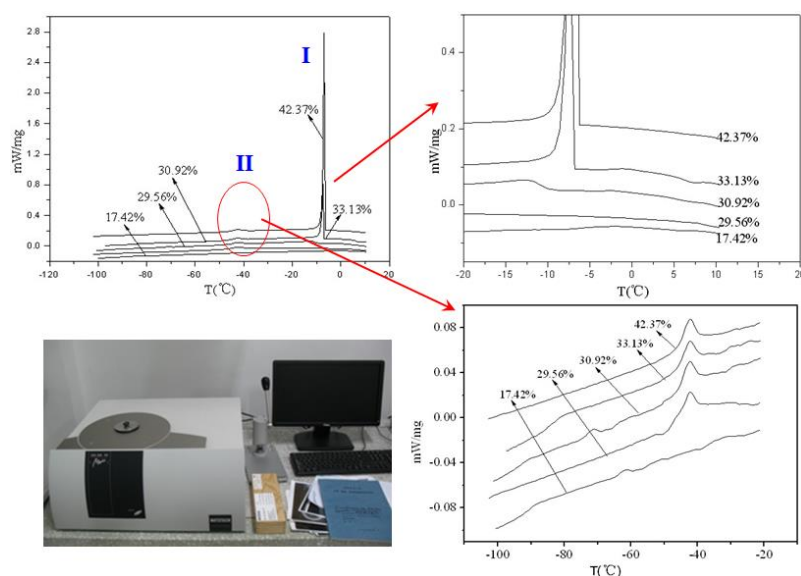 2.8
2.4
2.0
1.6
1.2
0.8
0.4
0.0
mW/mg
I
II
42.37%
30.92%
29.56%
17.42%
33.13%
-100 -80 -60 -40 -20 0 20
T(℃)
0.4
0.2
0.0
mW/mg
42.37%
33.13%
30.92%
29.56%
17.42%
-20 -15 -10 -5 0 5 10 15 20
T(℃)
0.08
0.04
0.00
-0.04
-0.08
mW/mg
42.37%
33.13%
30.92%
29.56%
17.42%
-100 -80 -60 -40 -20
T(℃)
NETZSCH